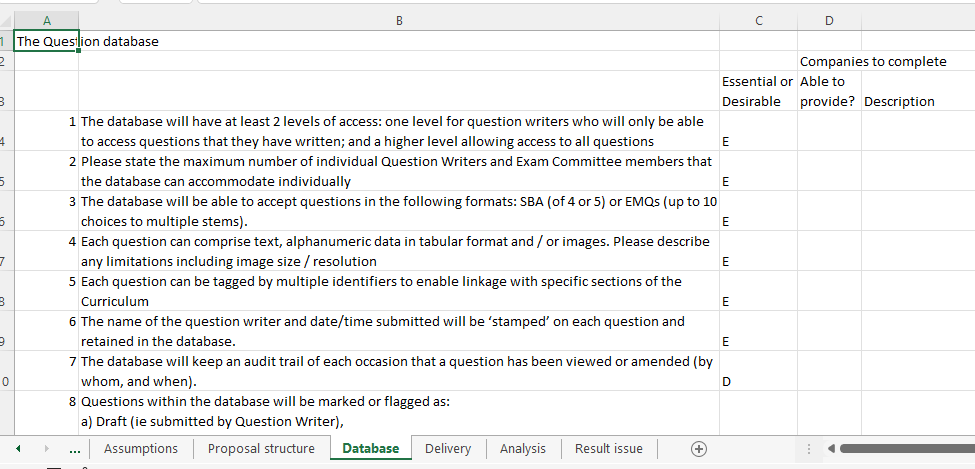 A B C D
1 The Question database
2 Companies to complete
Essential or Able to
3 Desirable provide? Description
1 The database will have at least 2 levels of access: one level for question writers who will only be able
4 to access questions that they have written; and a higher level allowing access to all questions E
2 Please state the maximum number of individual Question Writers and Exam Committee members that
5 the database can accommodate individually E
3 The database will be able to accept questions in the following formats: SBA (of 4 or 5) or EMQs (up to 10
6 choices to multiple stems). E
4 Each question can comprise text, alphanumeric data in tabular format and / or images. Please describe
7 any limitations including image size / resolution E
5 Each question can be tagged by multiple identifiers to enable linkage with specific sections of the
8 Curriculum E
6 The name of the question writer and date/time submitted will be ‘stamped’ on each question and
9 retained in the database. E
7 The database will keep an audit trail of each occasion that a question has been viewed or amended (by
0 whom, and when). D
8 Questions within the database will be marked or flagged as:
a) Draft (ie submitted by Question Writer),
... Assumptions Proposal structure Database Delivery Analysis Result issue